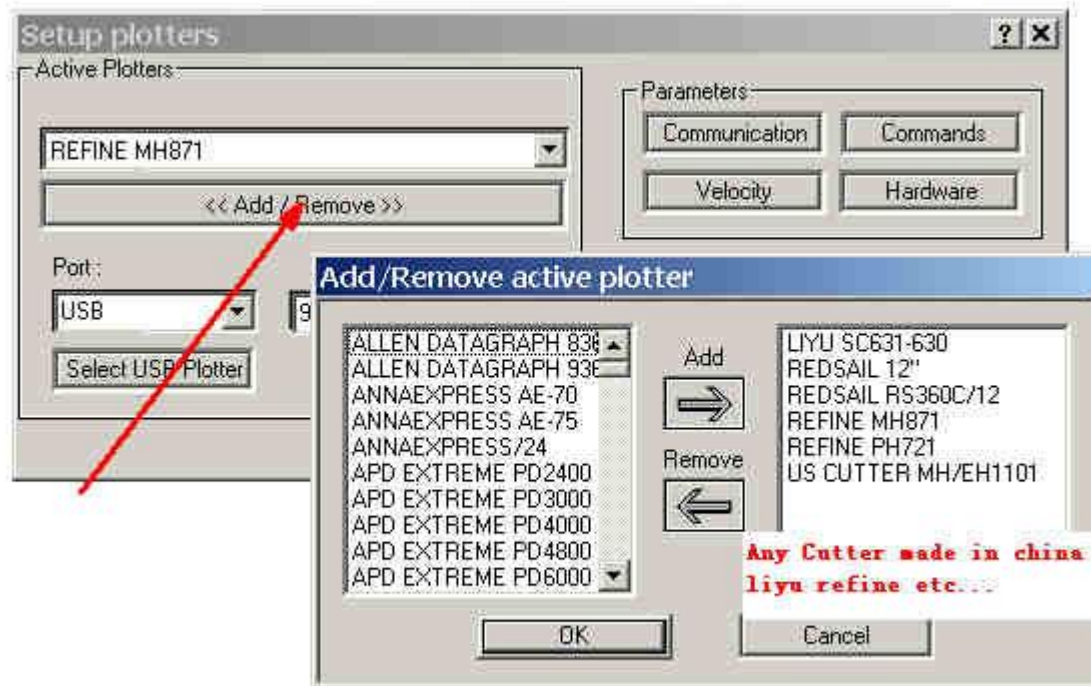 Setup plotters
Active Plotters
REFINE MH871
<< Add / Remove >>
Port :
USB
9
Select USB Plotter
Parameters
Communication
Commands
Velocity
Hardware
Add/Remove active plotter
ALLEN DATAGRAPH 836
ALLEN DATAGRAPH 936
ANNAEXPRESS AE-70
ANNAEXPRESS AE-75
ANNAEXPRESS/24
APD EXTREME PD2400
APD EXTREME PD3000
APD EXTREME PD4000
APD EXTREME PD4800
APD EXTREME PD6000
Add
Remove
LIYU SC631-630
REDSAIL 12"
REDSAIL RS360C/12
REFINE MH871
REFINE PH721
US CUTTER MH/EH1101
Any Cutter made in china
liyu refine etc...
OK
Cancel